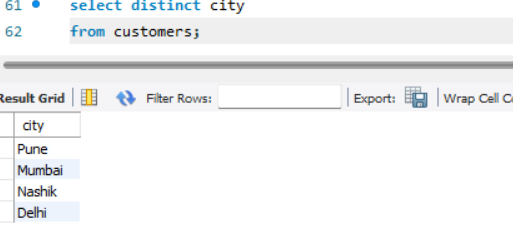 61 select distinct city
62 from customers;
Result Grid Filter Rows: Export: Wrap Cell
city
Pune
Mumbai
Nashik
Delhi